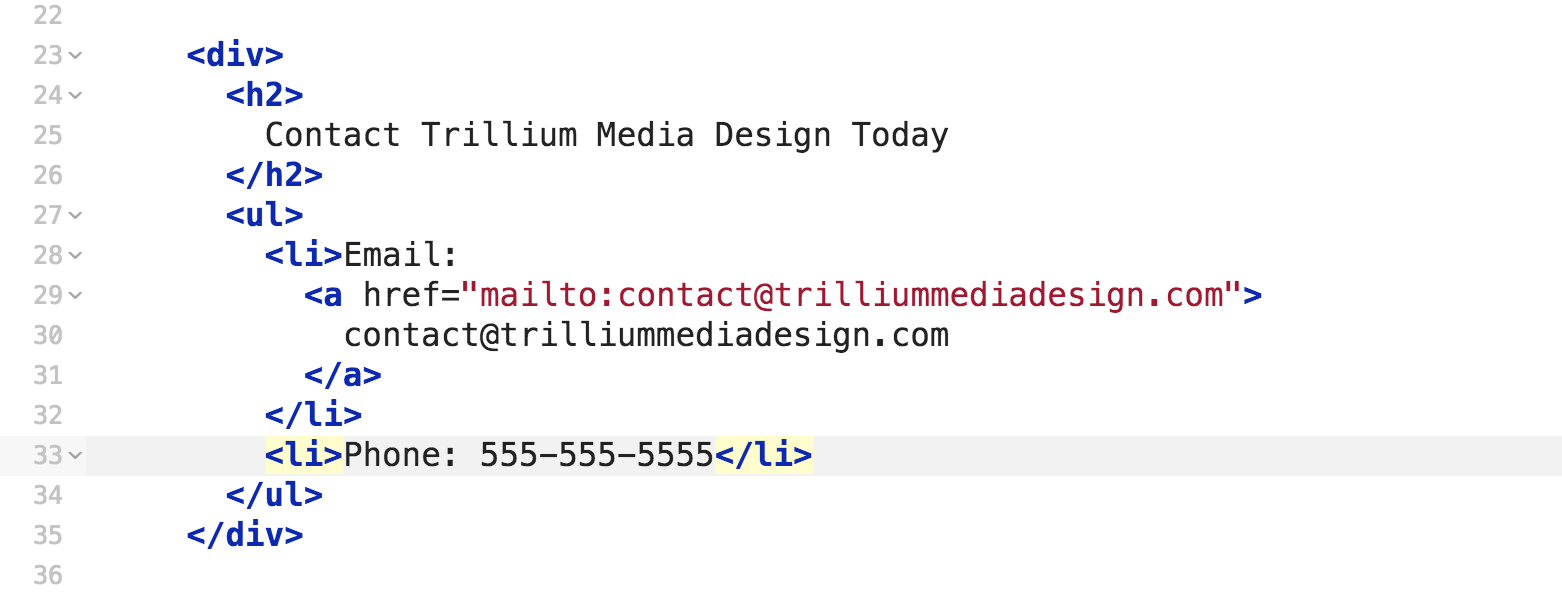 22
23 <div>
24 <h2>
25 Contact Trillium Media Design Today
26 </h2>
27 <ul>
28 <li>Email:
29 <a href="mailto:contact@trilliummediadesign.com">
30 contact@trilliummediadesign.com
31 </a>
32 </li>
33 <li>Phone: 555-555-5555</li>
34 </ul>
35 </div>
36